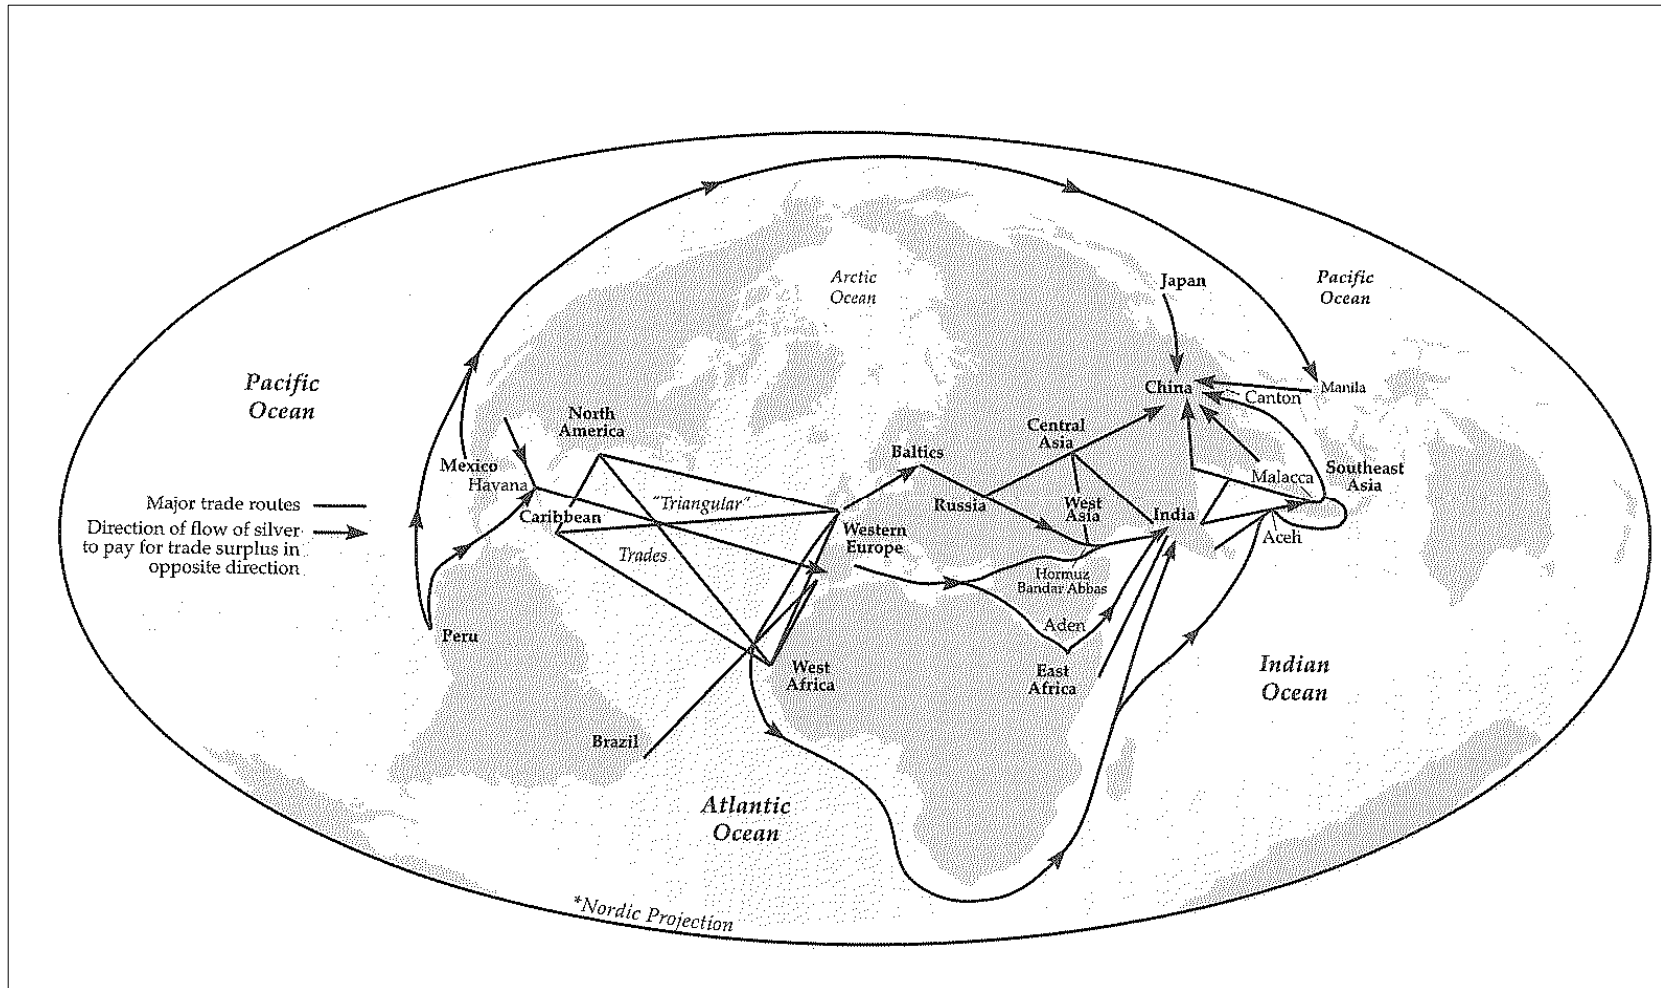 Arctic
Ocean
Japan
Pacific
Ocean
Pacific
Ocean
China
Manila
Canton
North
America
Central
Asia
Baltics
Mexico
Havana
Malacca
Southeast
Asia
Major trade routes
"Triangular"
Russia
West
Asia
India
Caribbean
Direction of flow of silver
to pay for trade surplus in
opposite direction
Western
Europe
Aceh
Trades
Hormuz
Bandar Abbas
Aden
Peru
West
Africa
East
Africa
Indian
Ocean
Brazil
Atlantic
Ocean
*Nordic Projection